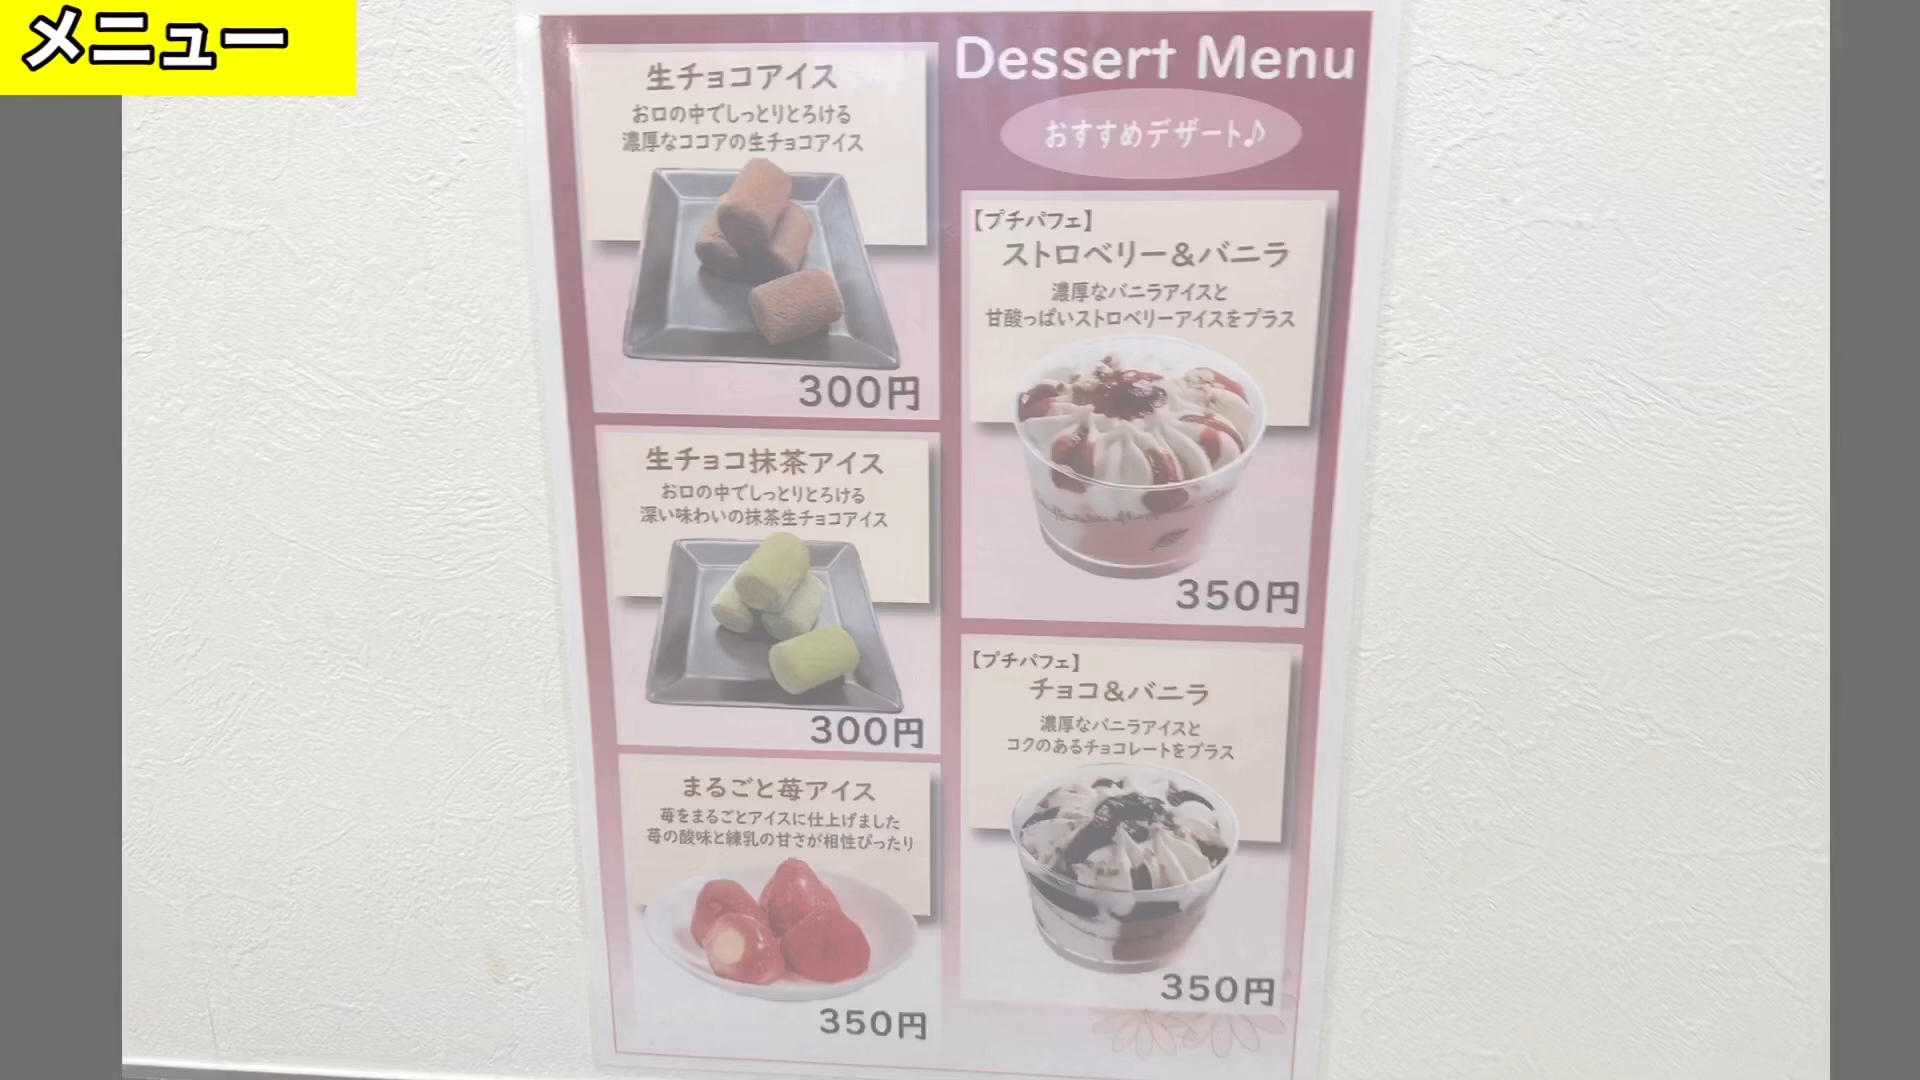 メニュー
Dessert Menu
おすすめデザート♪
生チョコアイス
お口の中でしっとりとろける
濃厚なココアの生チョコアイス
300円
生チョコ抹茶アイス
お口の中でしっとりとろける
深い味わいの抹茶生チョコアイス
300円
まるごと苺アイス
苺をまるごとアイスに仕上げました
苺の酸味と練乳の甘さが相性ぴったり
350円
【プチパフェ】
ストロベリー&バニラ
濃厚なバニラアイスと
甘酸っぱいストロベリーアイスをプラス
350円
【プチパフェ】
チョコ&バニラ
濃厚なバニラアイスと
コクのあるチョコレートをプラス
350円